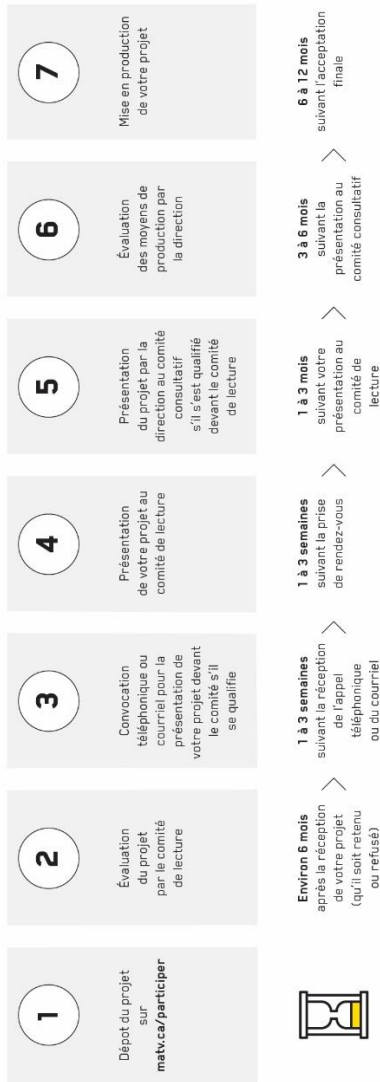 1
Dépot du projet
sur
matv.ca/participer
2
Évaluation
du projet
par le comité
de lecture
Environ 6 mois
après la réception
de votre projet
(qu'il soit retenu
ou refusé)
3
Convocation
téléphonique ou
courriel pour la
présentation de
votre projet devant
le comité s'il
se qualifie
1 à 3 semaines
suivant la réception
de l'appel
téléphonique
ou du courriel
4
Présentation
de votre projet au
comité de lecture
1 à 3 semaines
suivant la prise
de rendez-vous
5
Présentation
du projet par la
direction au comité
consultatif
s'il s'est qualifié
devant le comité
de lecture
1 à 3 mois
suivant votre
présentation au
comité de
lecture
6
Évaluation
des moyens de
production par
la direction
3 à 6 mois
suivant la
présentation au
comité consultatif
7
Mise en production
de votre projet
6 à 12 mois
suivant l'acceptation
finale